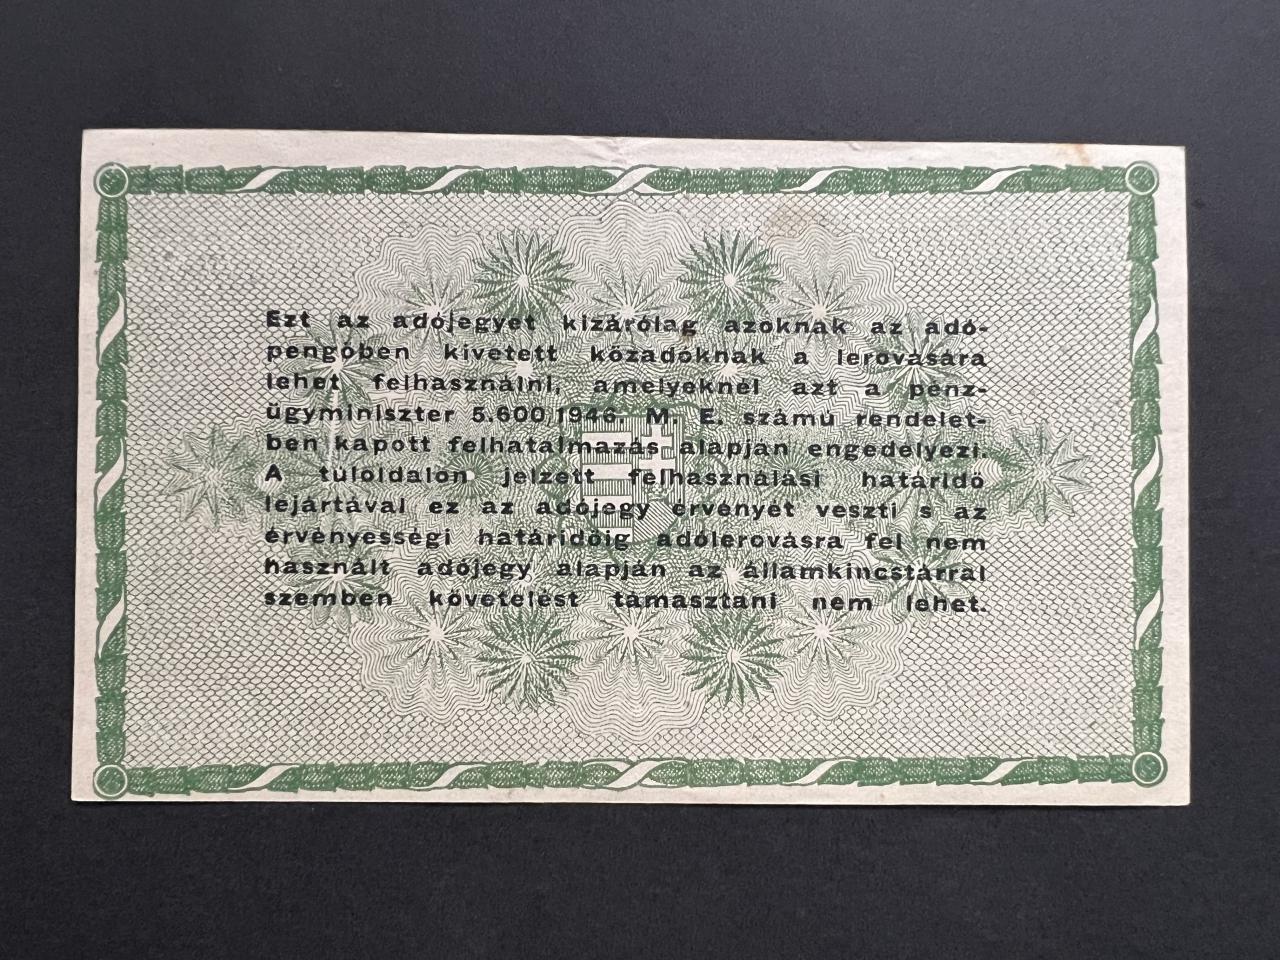 Ezt az adójegyet kizárólag azoknak az adó-
pengőben kivetett közadóknak a lerovására
lehet felhasználni, amelyeknél azt a pénz-
ügyminiszter 5.600/1946. M. E. számú rendelet-
ben kapott felhatalmazás alapján engedélyezi.
A túloldalon jelzett felhasználási határidő
lejártával ez az adójegy érvényét veszti s az
érvényességi határidőig adólerovásra fel nem
használt adójegy alapján az államkincstárral
szemben követelést támasztani nem lehet.